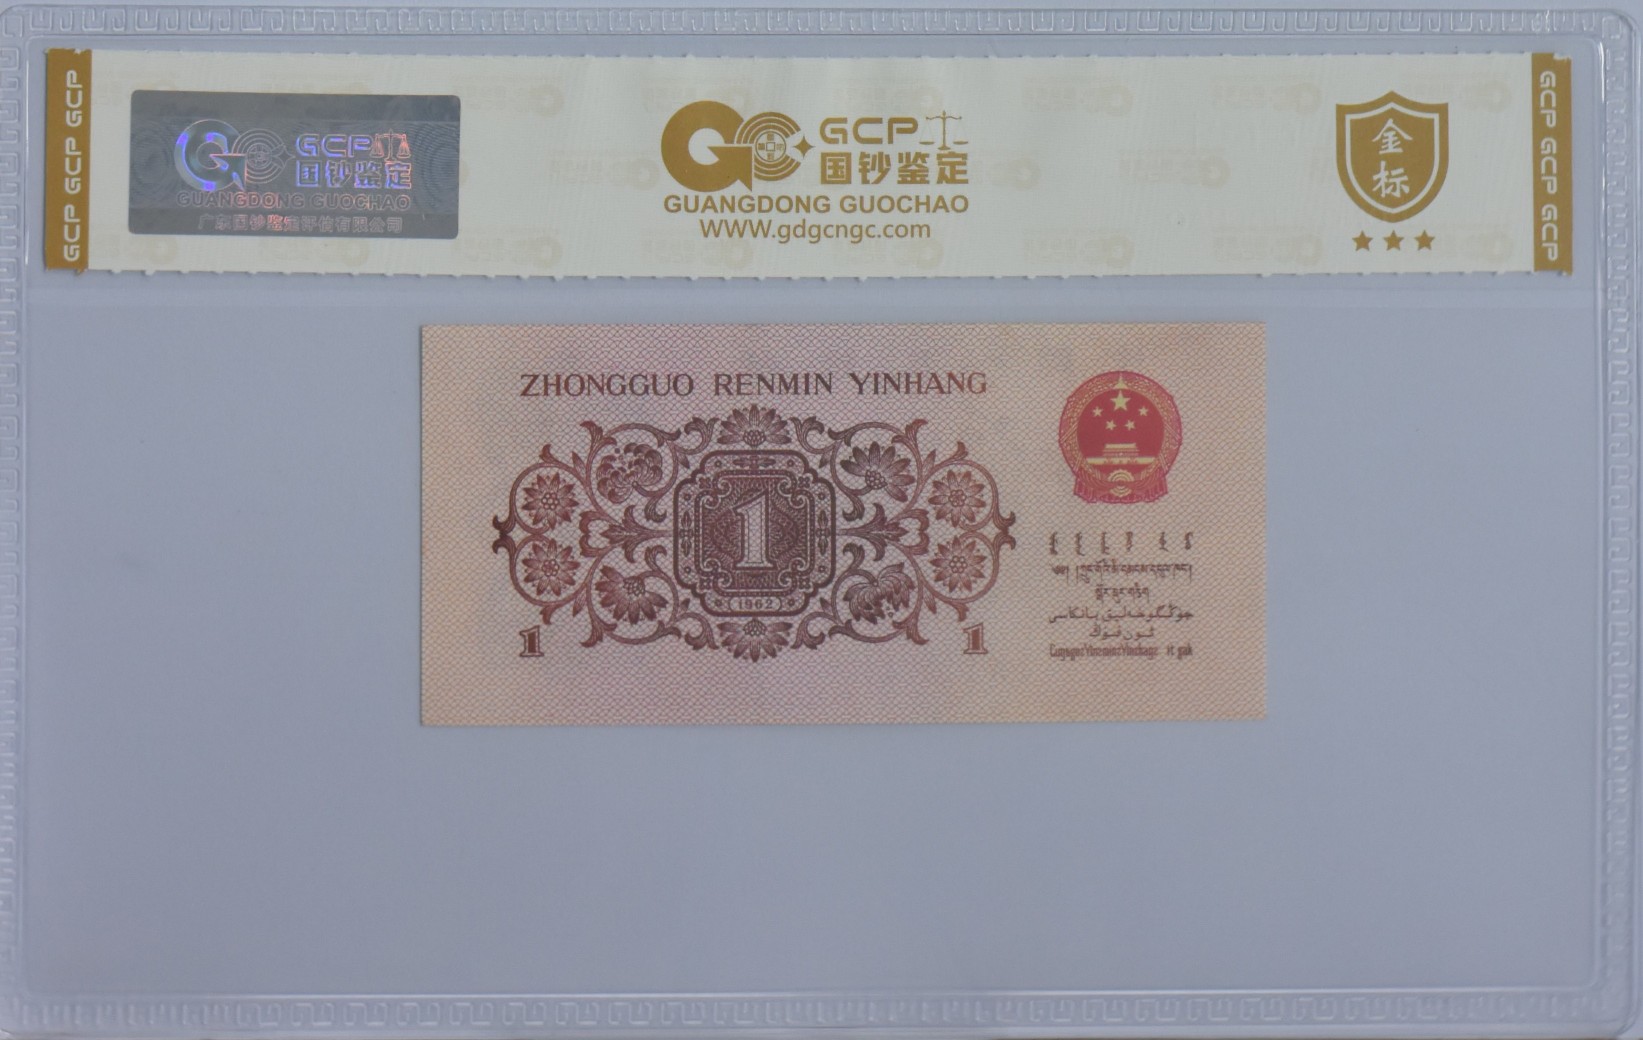 GCP GCP GCP
GCP 国钞鉴定
GUANGDONG GUOCHAO
广东国钞鉴定评估有限公司
GCP
国钞鉴定
GUANGDONG GUOCHAO
WWW.gdgcngc.com
金标
GCP GCP GCP
ZHONGGUO RENMIN YINHANG
1
(1962)
1
1